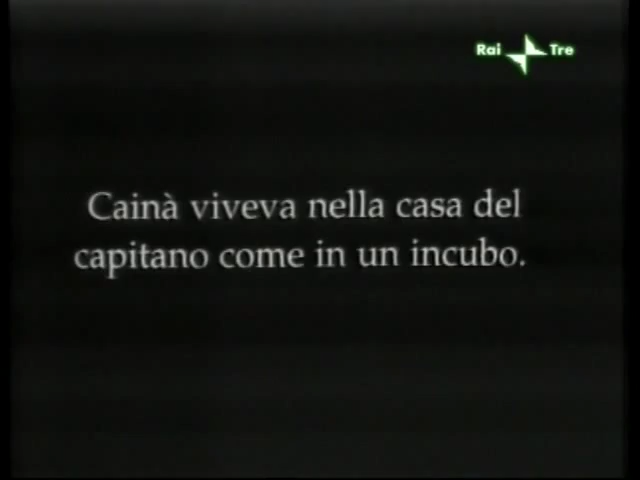 Rai Tre
Cainà viveva nella casa del
capitano come in un incubo.